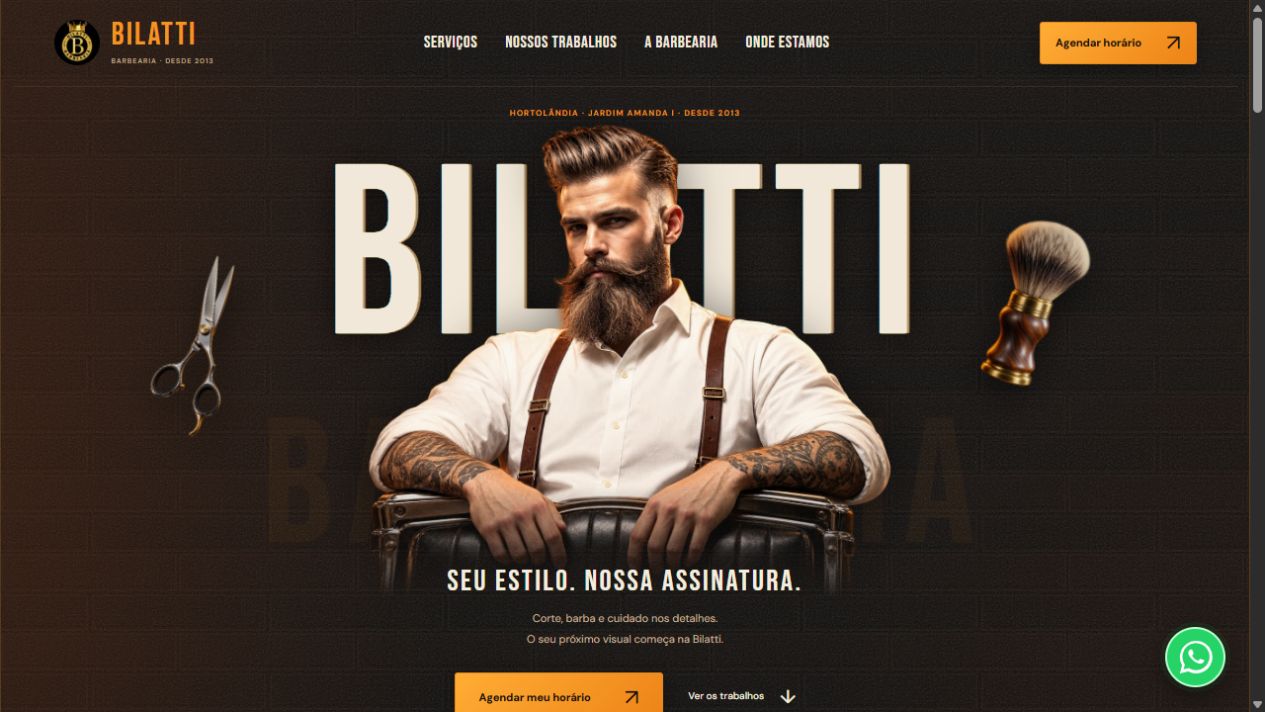 BILATTI
BARBEARIA · DESDE 2013
SERVIÇOS
NOSSOS TRABALHOS
A BARBEARIA
ONDE ESTAMOS
Agendar horário
HORTOLÂNDIA · JARDIM AMANDA I · DESDE 2013
BILATTI
SEU ESTILO. NOSSA ASSINATURA.
Corte, barba e cuidado nos detalhes.
O seu próximo visual começa na Bilatti.
Agendar meu horário
Ver os trabalhos